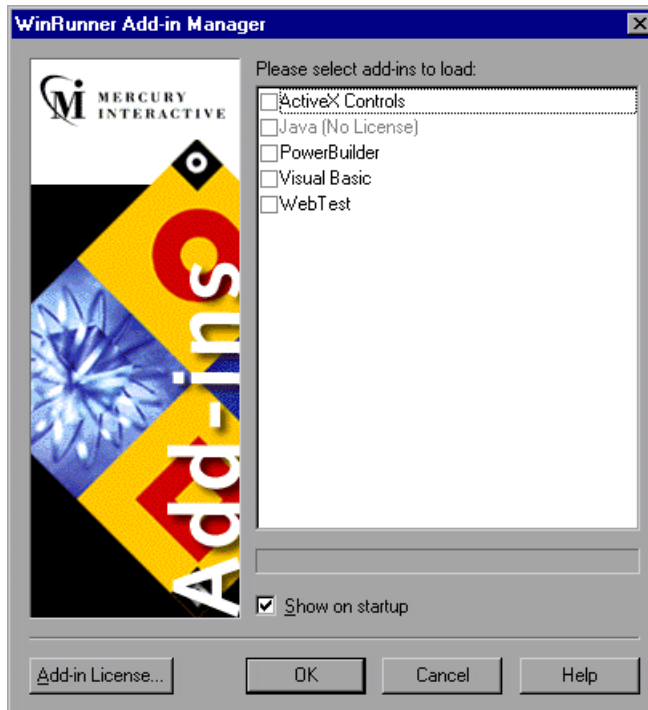 WinRunner Add-in Manager
MERCURY
INTERACTIVE
Add-ins
Please select add-ins to load:
ActiveX Controls
Java (No License)
PowerBuilder
Visual Basic
WebTest
Show on startup
Add-in License...
OK
Cancel
Help